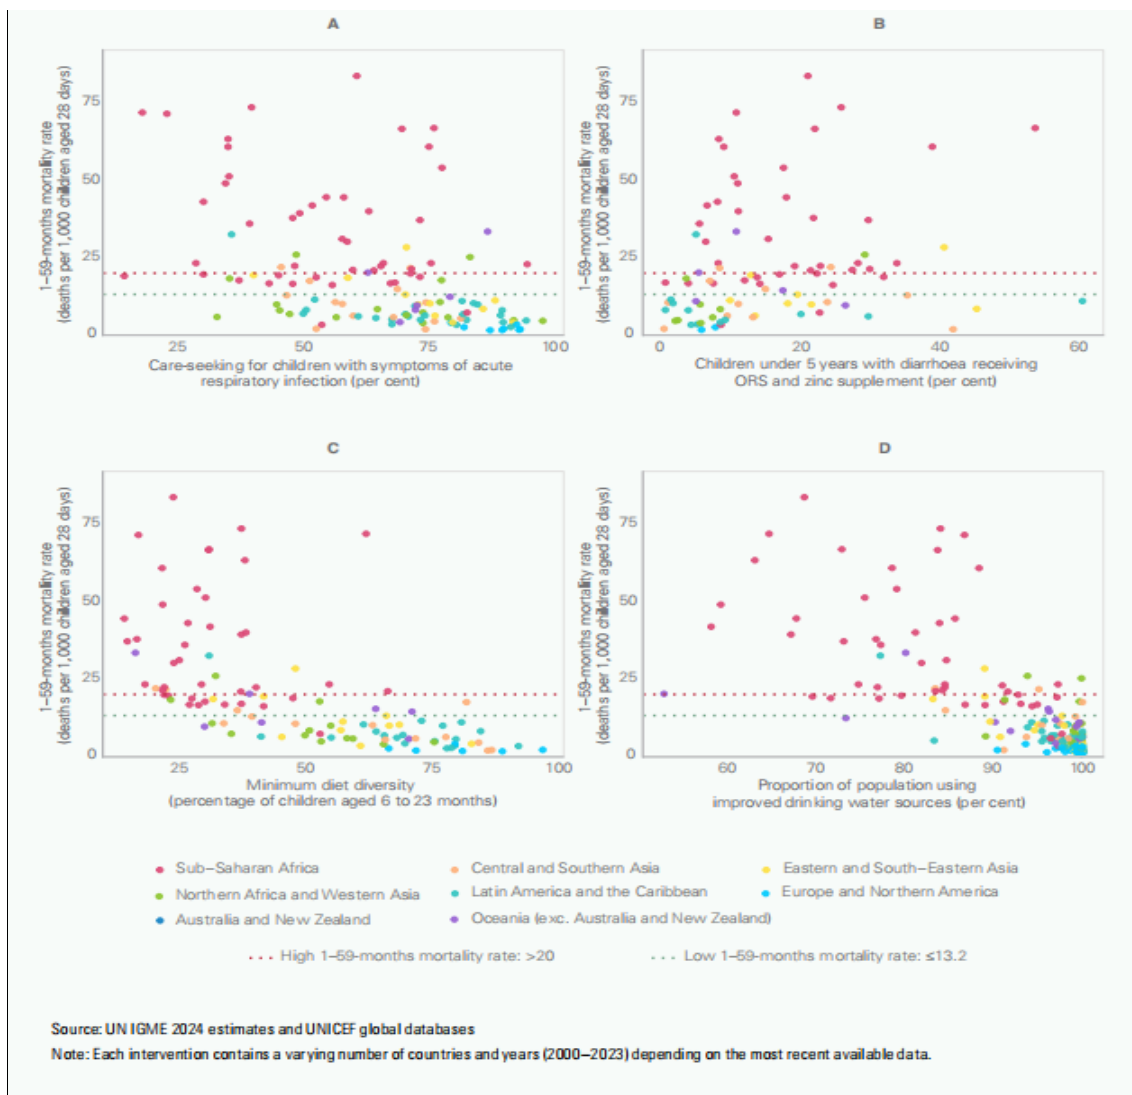 A
1–59-months mortality rate
(deaths per 1,000 children aged 28 days)
75
50
25
0
25
50
75
100
Care-seeking for children with symptoms of acute
respiratory infection (per cent)
B
1–59-months mortality rate
(deaths per 1,000 children aged 28 days)
75
50
25
0
0
20
40
60
Children under 5 years with diarrhoea receiving
ORS and zinc supplement (per cent)
C
1–59-months mortality rate
(deaths per 1,000 children aged 28 days)
75
50
25
0
25
50
75
100
Minimum diet diversity
(percentage of children aged 6 to 23 months)
D
1–59-months mortality rate
(deaths per 1,000 children aged 28 days)
75
50
25
0
60
70
80
90
100
Proportion of population using
improved drinking water sources (per cent)
Sub–Saharan Africa
Central and Southern Asia
Eastern and South–Eastern Asia
Northern Africa and Western Asia
Latin America and the Caribbean
Europe and Northern America
Australia and New Zealand
Oceania (exc. Australia and New Zealand)
High 1–59-months mortality rate: >20
Low 1–59-months mortality rate: ≤13.2
Source: UN IGME 2024 estimates and UNICEF global databases
Note: Each intervention contains a varying number of countries and years (2000–2023) depending on the most recent available data.